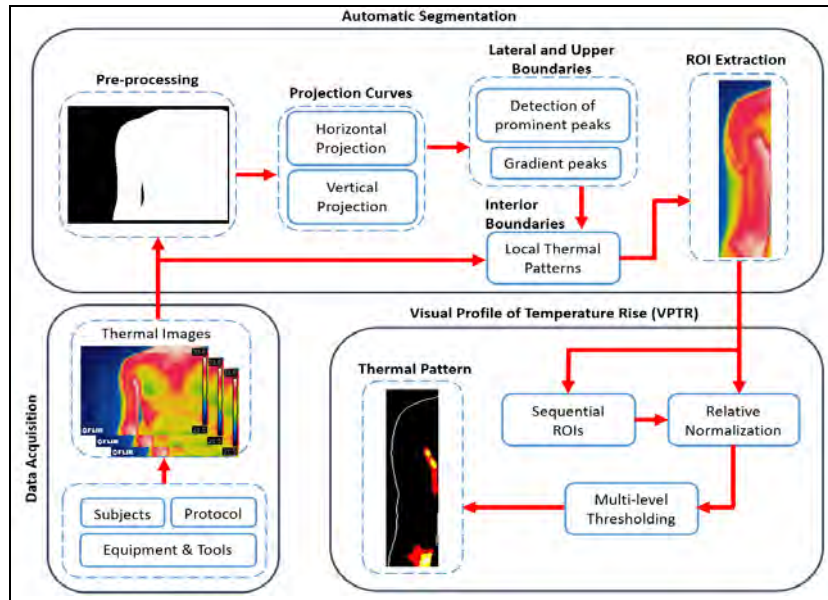 Automatic Segmentation
Pre-processing
Projection Curves
Horizontal
Projection
Vertical
Projection
Lateral and Upper
Boundaries
Detection of
prominent peaks
Gradient peaks
Interior
Boundaries
Local Thermal
Patterns
ROI Extraction
Data Acquisition
Thermal Images
FLIR
FLIR
Subjects
Protocol
Equipment & Tools
Visual Profile of Temperature Rise (VPTR)
Thermal Pattern
Sequential
ROIs
Relative
Normalization
Multi-level
Thresholding